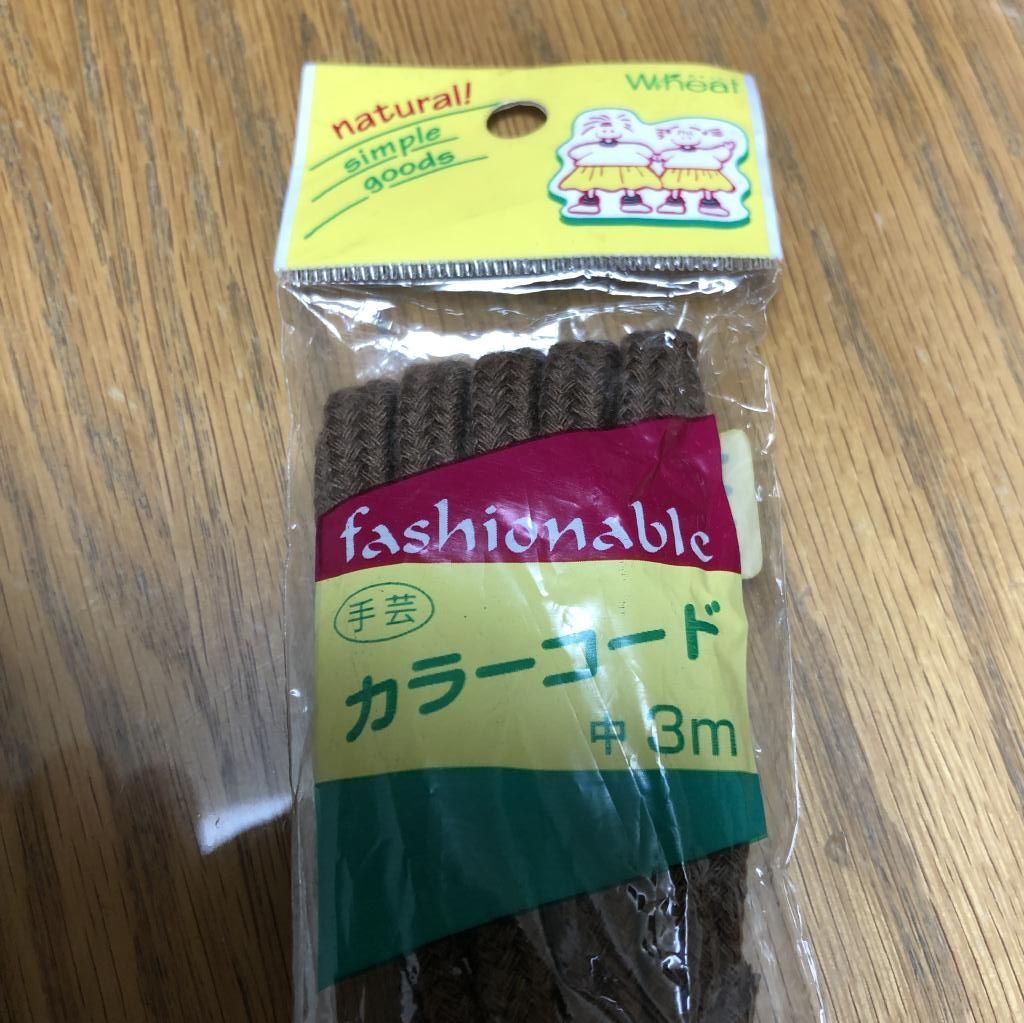 natural!
simple
goods
Wheat
fashionable
手芸
カラーコード
中 3m